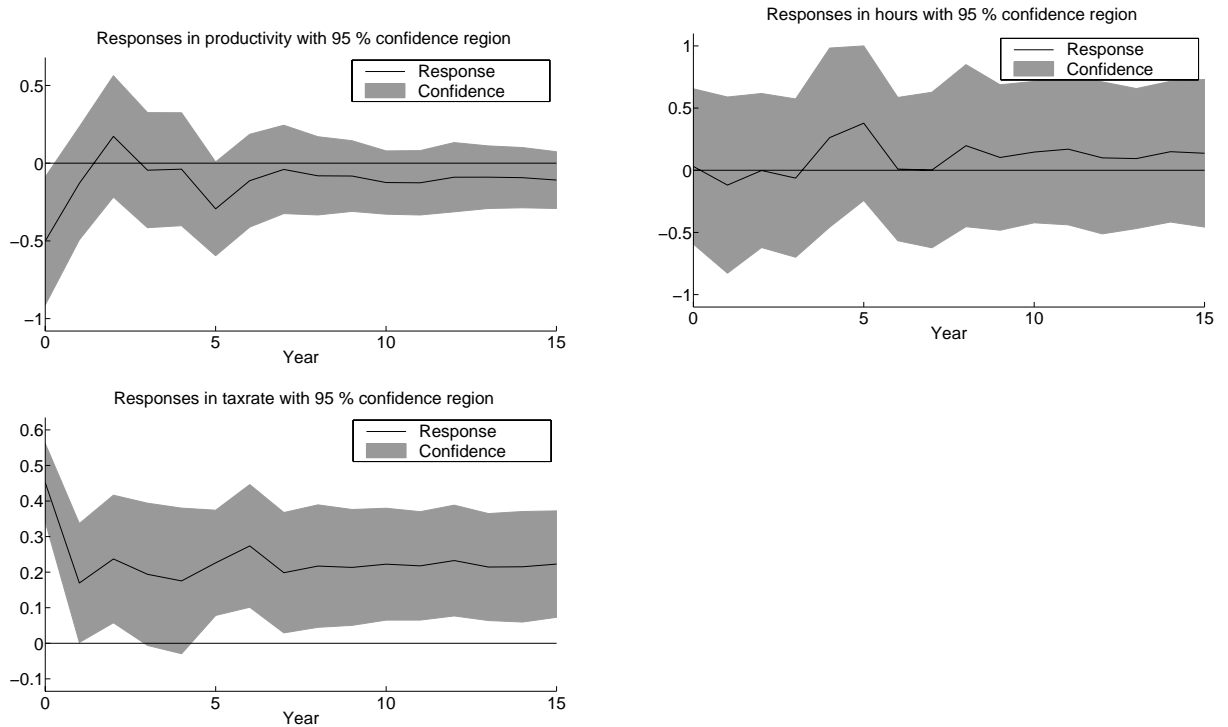 Responses in productivity with 95 % confidence region
Response
Confidence
0.5
0
−0.5
−1
0 5 10 15
Year
Responses in hours with 95 % confidence region
Response
Confidence
1
0.5
0
−0.5
−1
0 5 10 15
Year
Responses in taxrate with 95 % confidence region
Response
Confidence
0.6
0.5
0.4
0.3
0.2
0.1
0
−0.1
0 5 10 15
Year